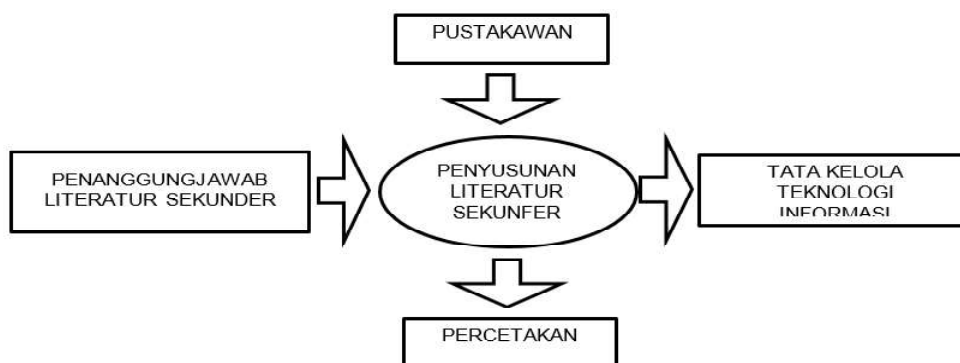 PUSTAKAWAN
PENANGGUNGJAWAB
LITERATUR SEKUNDER
PENYUSUNAN
LITERATUR
SEKUNFER
TATA KELOLA
TEKNOLOGI
INFORMASI
PERCETAKAN